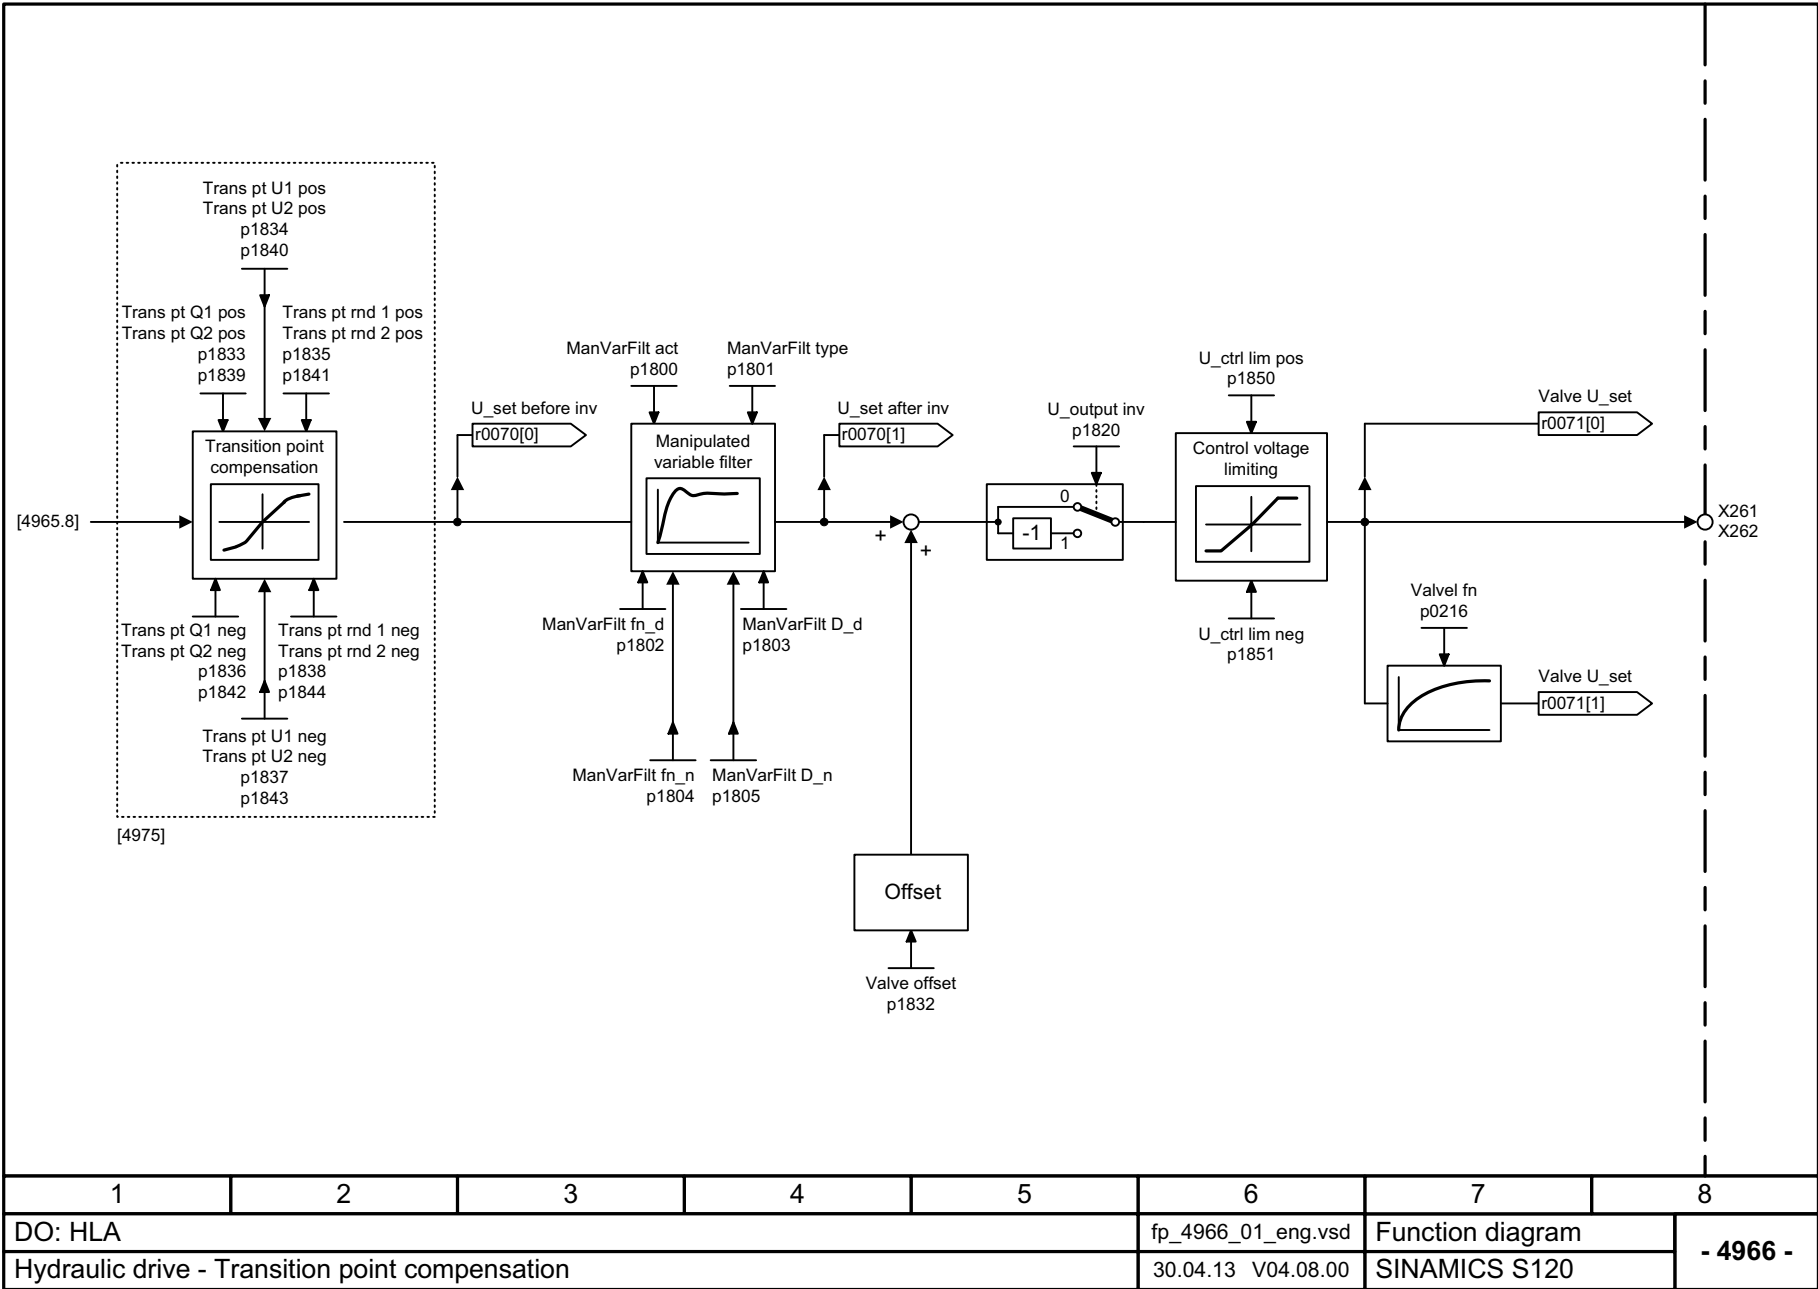 Trans pt U1 pos
Trans pt U2 pos
p1834
p1840
Trans pt Q1 pos
Trans pt Q2 pos
p1833
p1839
Trans pt rnd 1 pos
Trans pt rnd 2 pos
p1835
p1841
Transition point
compensation
[4965.8]
Trans pt Q1 neg
Trans pt Q2 neg
p1836
p1842
Trans pt rnd 1 neg
Trans pt rnd 2 neg
p1838
p1844
Trans pt U1 neg
Trans pt U2 neg
p1837
p1843
[4975]
U_set before inv
r0070[0]
ManVarFilt act
p1800
ManVarFilt type
p1801
Manipulated
variable filter
ManVarFilt fn_d
p1802
ManVarFilt D_d
p1803
ManVarFilt fn_n
p1804
ManVarFilt D_n
p1805
U_set after inv
r0070[1]
+
+
Offset
Valve offset
p1832
U_output inv
p1820
0
-1
1
U_ctrl lim pos
p1850
Control voltage
limiting
U_ctrl lim neg
p1851
Valve U_set
r0071[0]
X261
X262
Valvel fn
p0216
Valve U_set
r0071[1]
1 2 3 4 5 6 7 8
DO: HLA
fp_4966_01_eng.vsd
Function diagram
- 4966 -
Hydraulic drive - Transition point compensation
30.04.13 V04.08.00
SINAMICS S120